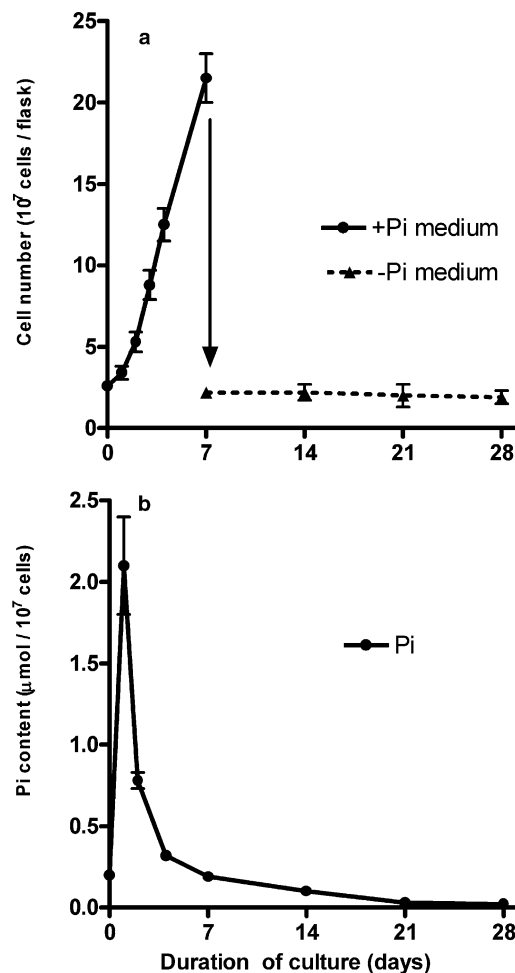 a
25
20
15
10
5
0
Cell number (10⁷ cells / flask)
+Pi medium
-Pi medium
0 7 14 21 28
b
2.5
2.0
1.5
1.0
0.5
0.0
Pi content (μmol / 10⁷ cells)
Pi
0 7 14 21 28
Duration of culture (days)